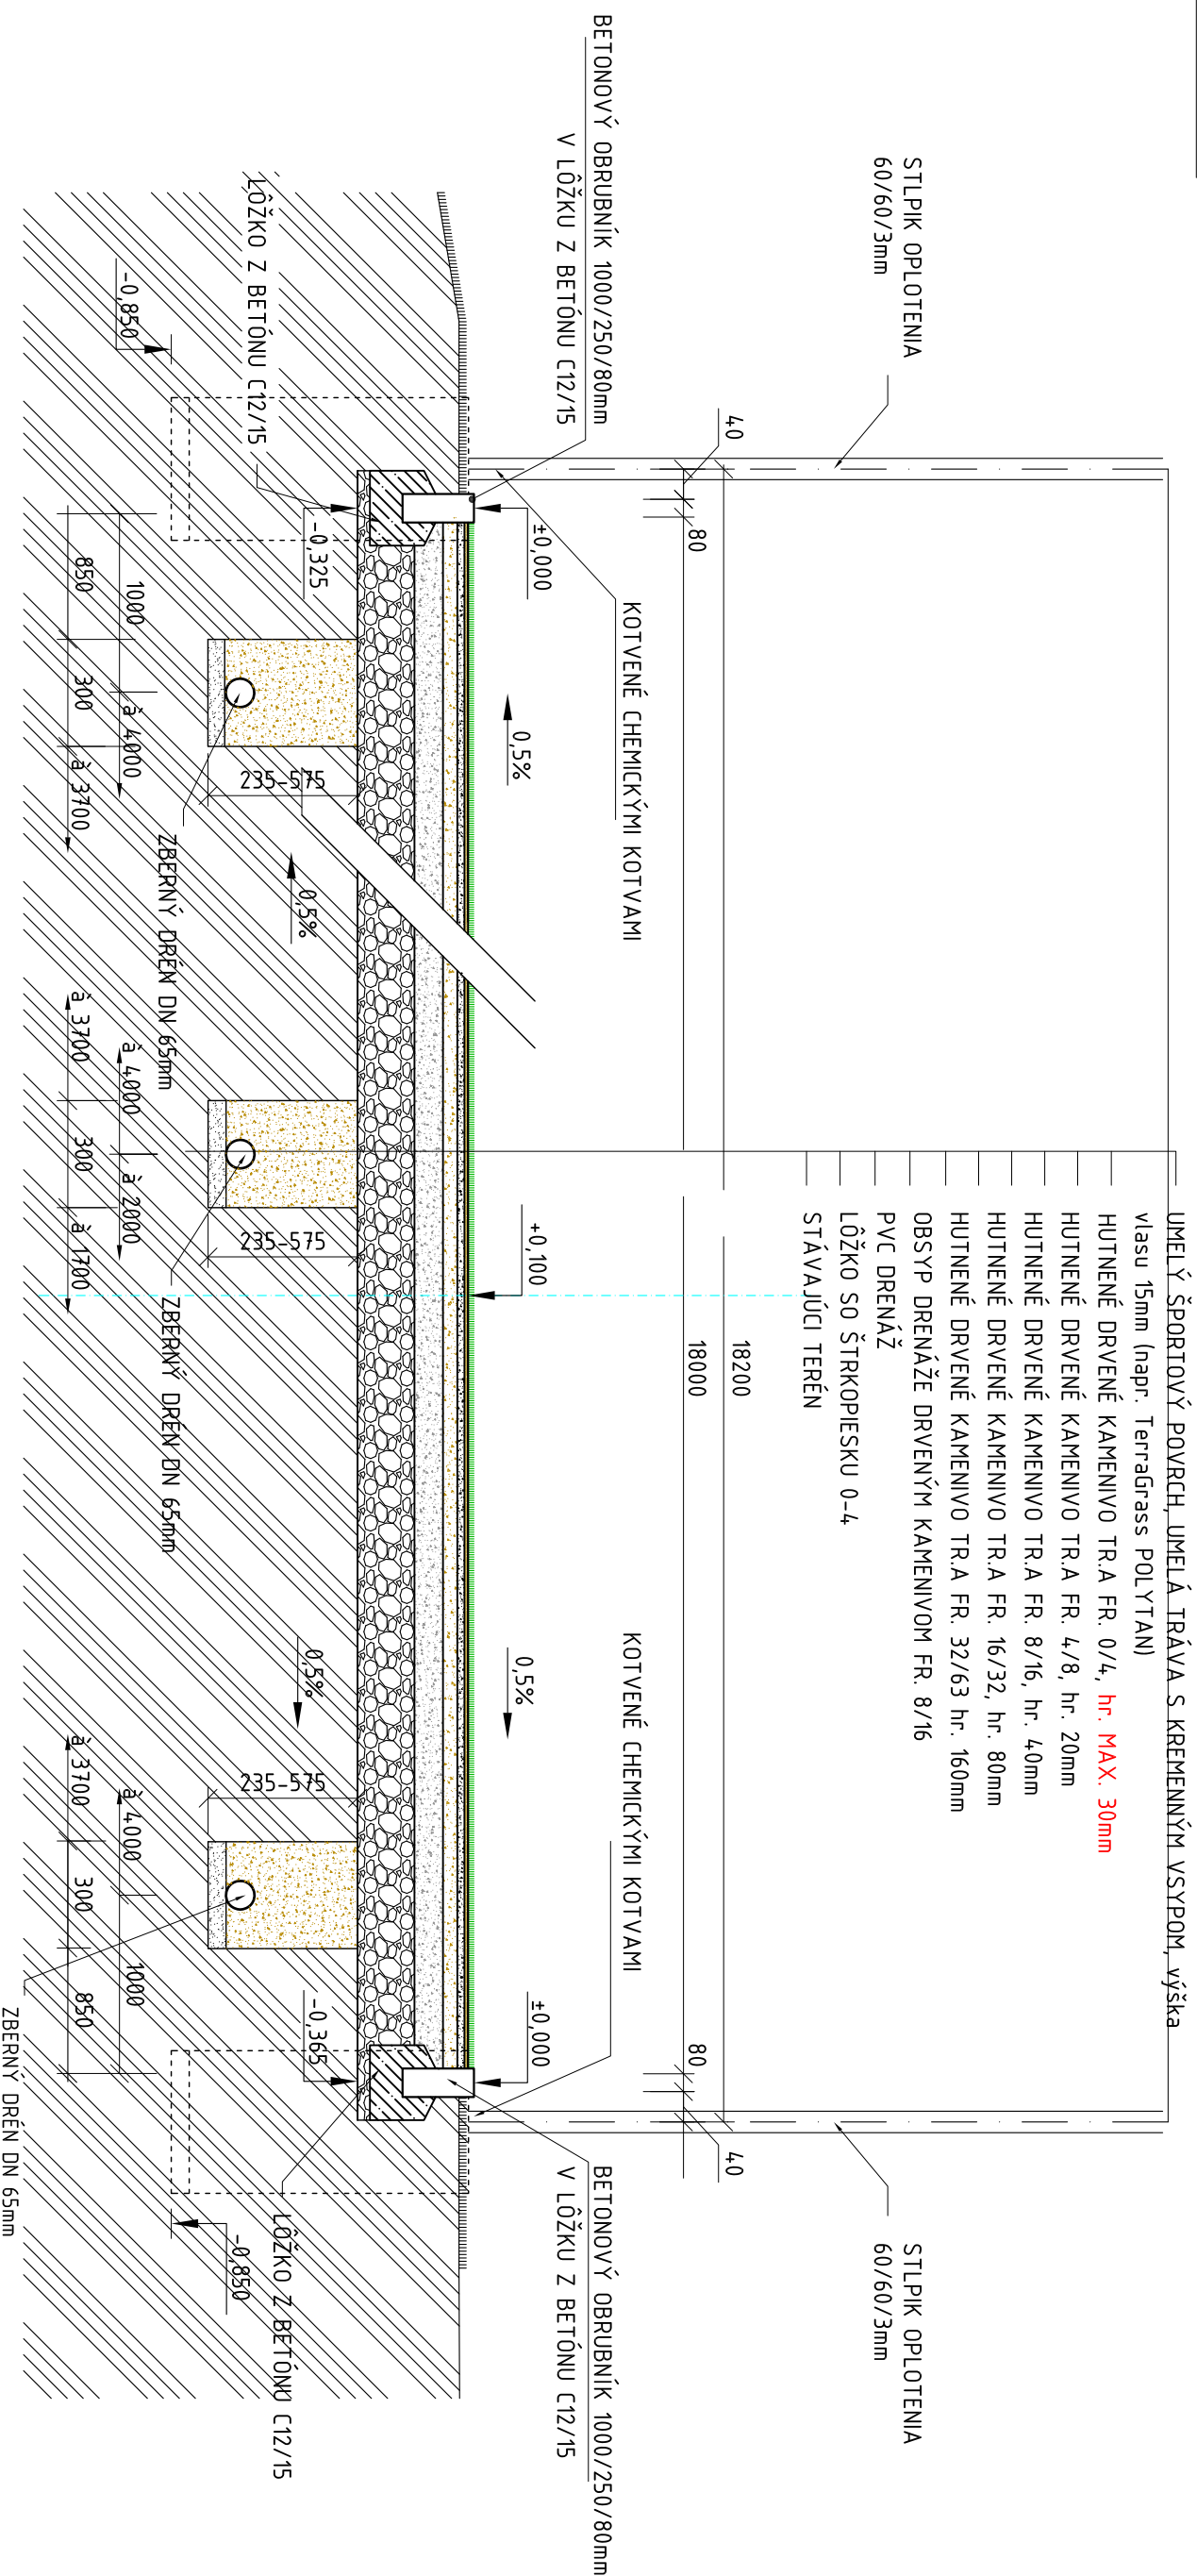 UMELÝ ŠPORTOVÝ POVRCH, UMELÁ TRÁVA S KREMENNÝM VSYPOM, výška
vlasu 15mm (napr. TerraGrass POLYTAN)
HUTNENÉ DRVENÉ KAMENIVO TR.A FR. 0/4, hr. MAX. 30mm
HUTNENÉ DRVENÉ KAMENIVO TR.A FR. 4/8, hr. 20mm
HUTNENÉ DRVENÉ KAMENIVO TR.A FR. 8/16, hr. 40mm
HUTNENÉ DRVENÉ KAMENIVO TR.A FR. 16/32, hr. 80mm
HUTNENÉ DRVENÉ KAMENIVO TR.A FR. 32/63 hr. 160mm
OBSYP DRENÁŽE DRVENÝM KAMENIVOM FR. 8/16
PVC DRENÁŽ
LÔŽKO SO ŠTRKOPIESKU 0-4
STÁVAJÚCI TERÉN
STLPIK OPLOTENIA
60/60/3mm
STLPIK OPLOTENIA
60/60/3mm
40
18200
40
80
18000
80
KOTVENÉ CHEMICKÝMI KOTVAMI
KOTVENÉ CHEMICKÝMI KOTVAMI
BETONOVÝ OBRUBNÍK 1000/250/80mm
V LÔŽKU Z BETÓNU C12/15
BETONOVÝ OBRUBNÍK 1000/250/80mm
V LÔŽKU Z BETÓNU C12/15
±0,000
0,5%
+0,100
0,5%
±0,000
-0,325
0,5%
0,5%
-0,365
LÔŽKO Z BETÓNU C12/15
LÔŽKO Z BETÓNU C12/15
235-575
235-575
235-575
-0,850
-0,850
ZBERNÝ DRÉN DN 65mm
ZBERNÝ DRÉN DN 65mm
ZBERNÝ DRÉN DN 65mm
1000
á 4000
á 4000
á 2000
á 4000
1000
850
300
á 3700
á 3700
300
á 1700
á 3700
300
850